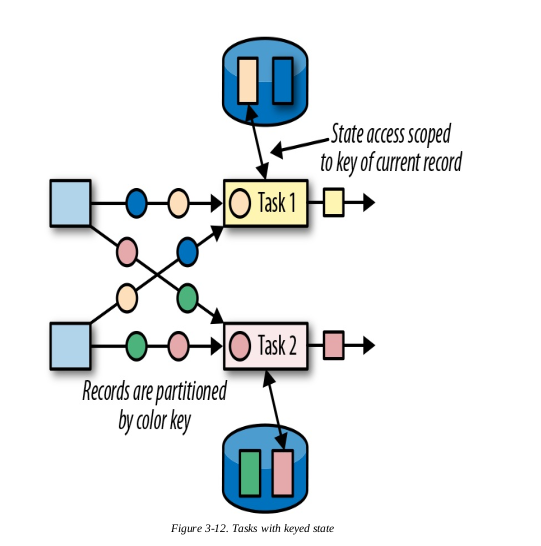 State access scoped
to key of current record
Task 1
Task 2
Records are partitioned
by color key
Figure 3-12. Tasks with keyed state